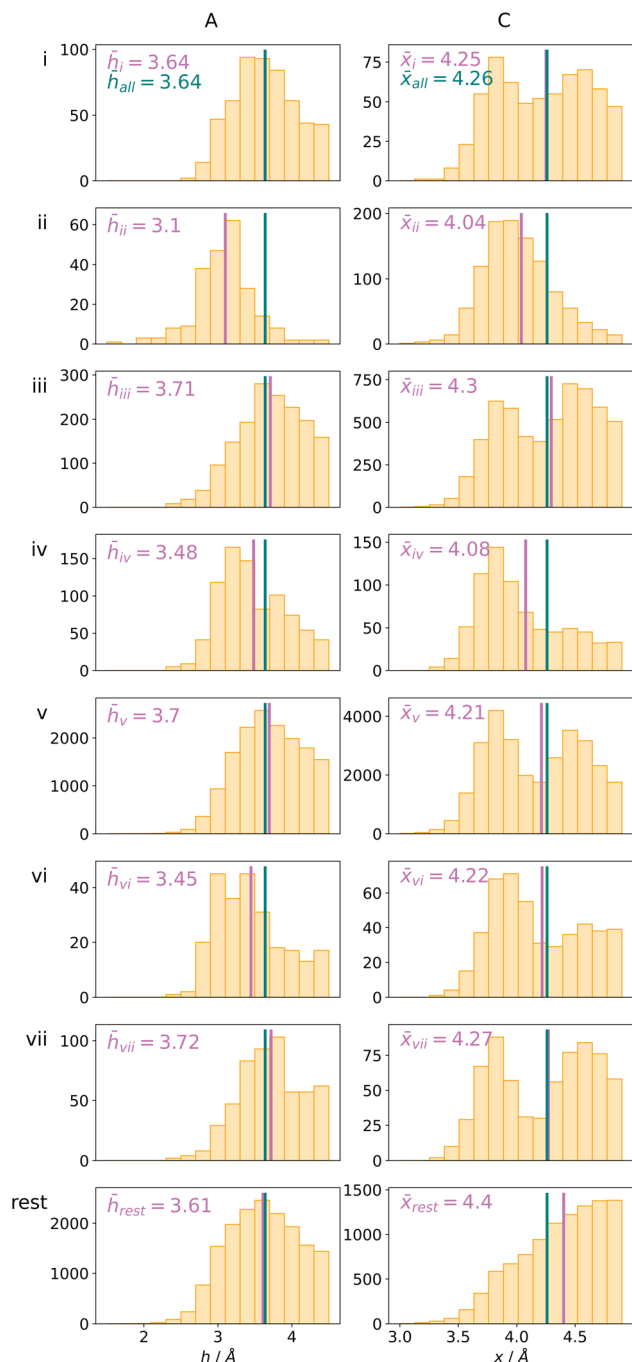 A
C
i
h̄_i = 3.64
h̄_all = 3.64
100
50
0
x̄_i = 4.25
x̄_all = 4.26
75
50
25
0
ii
h̄_ii = 3.1
60
40
20
0
x̄_ii = 4.04
200
100
0
iii
h̄_iii = 3.71
300
200
100
0
x̄_iii = 4.3
750
500
250
0
iv
h̄_iv = 3.48
150
100
50
0
x̄_iv = 4.08
150
100
50
0
v
h̄_v = 3.7
2000
1000
0
x̄_v = 4.21
4000
2000
0
vi
h̄_vi = 3.45
40
20
0
x̄_vi = 4.22
60
40
20
0
vii
h̄_vii = 3.72
100
50
0
x̄_vii = 4.27
75
50
25
0
rest
h̄_rest = 3.61
2000
1000
0
x̄_rest = 4.4
1500
1000
500
0
2 3 4
h / Å
3.0 3.5 4.0 4.5
x / Å